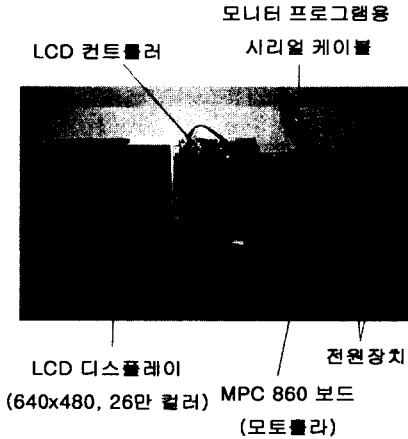 모니터 프로그램용
시리얼 케이블
LCD 컨트롤러
전원장치
LCD 디스플레이
(640x480, 26만 컬러)
MPC 860 보드
(모토롤라)